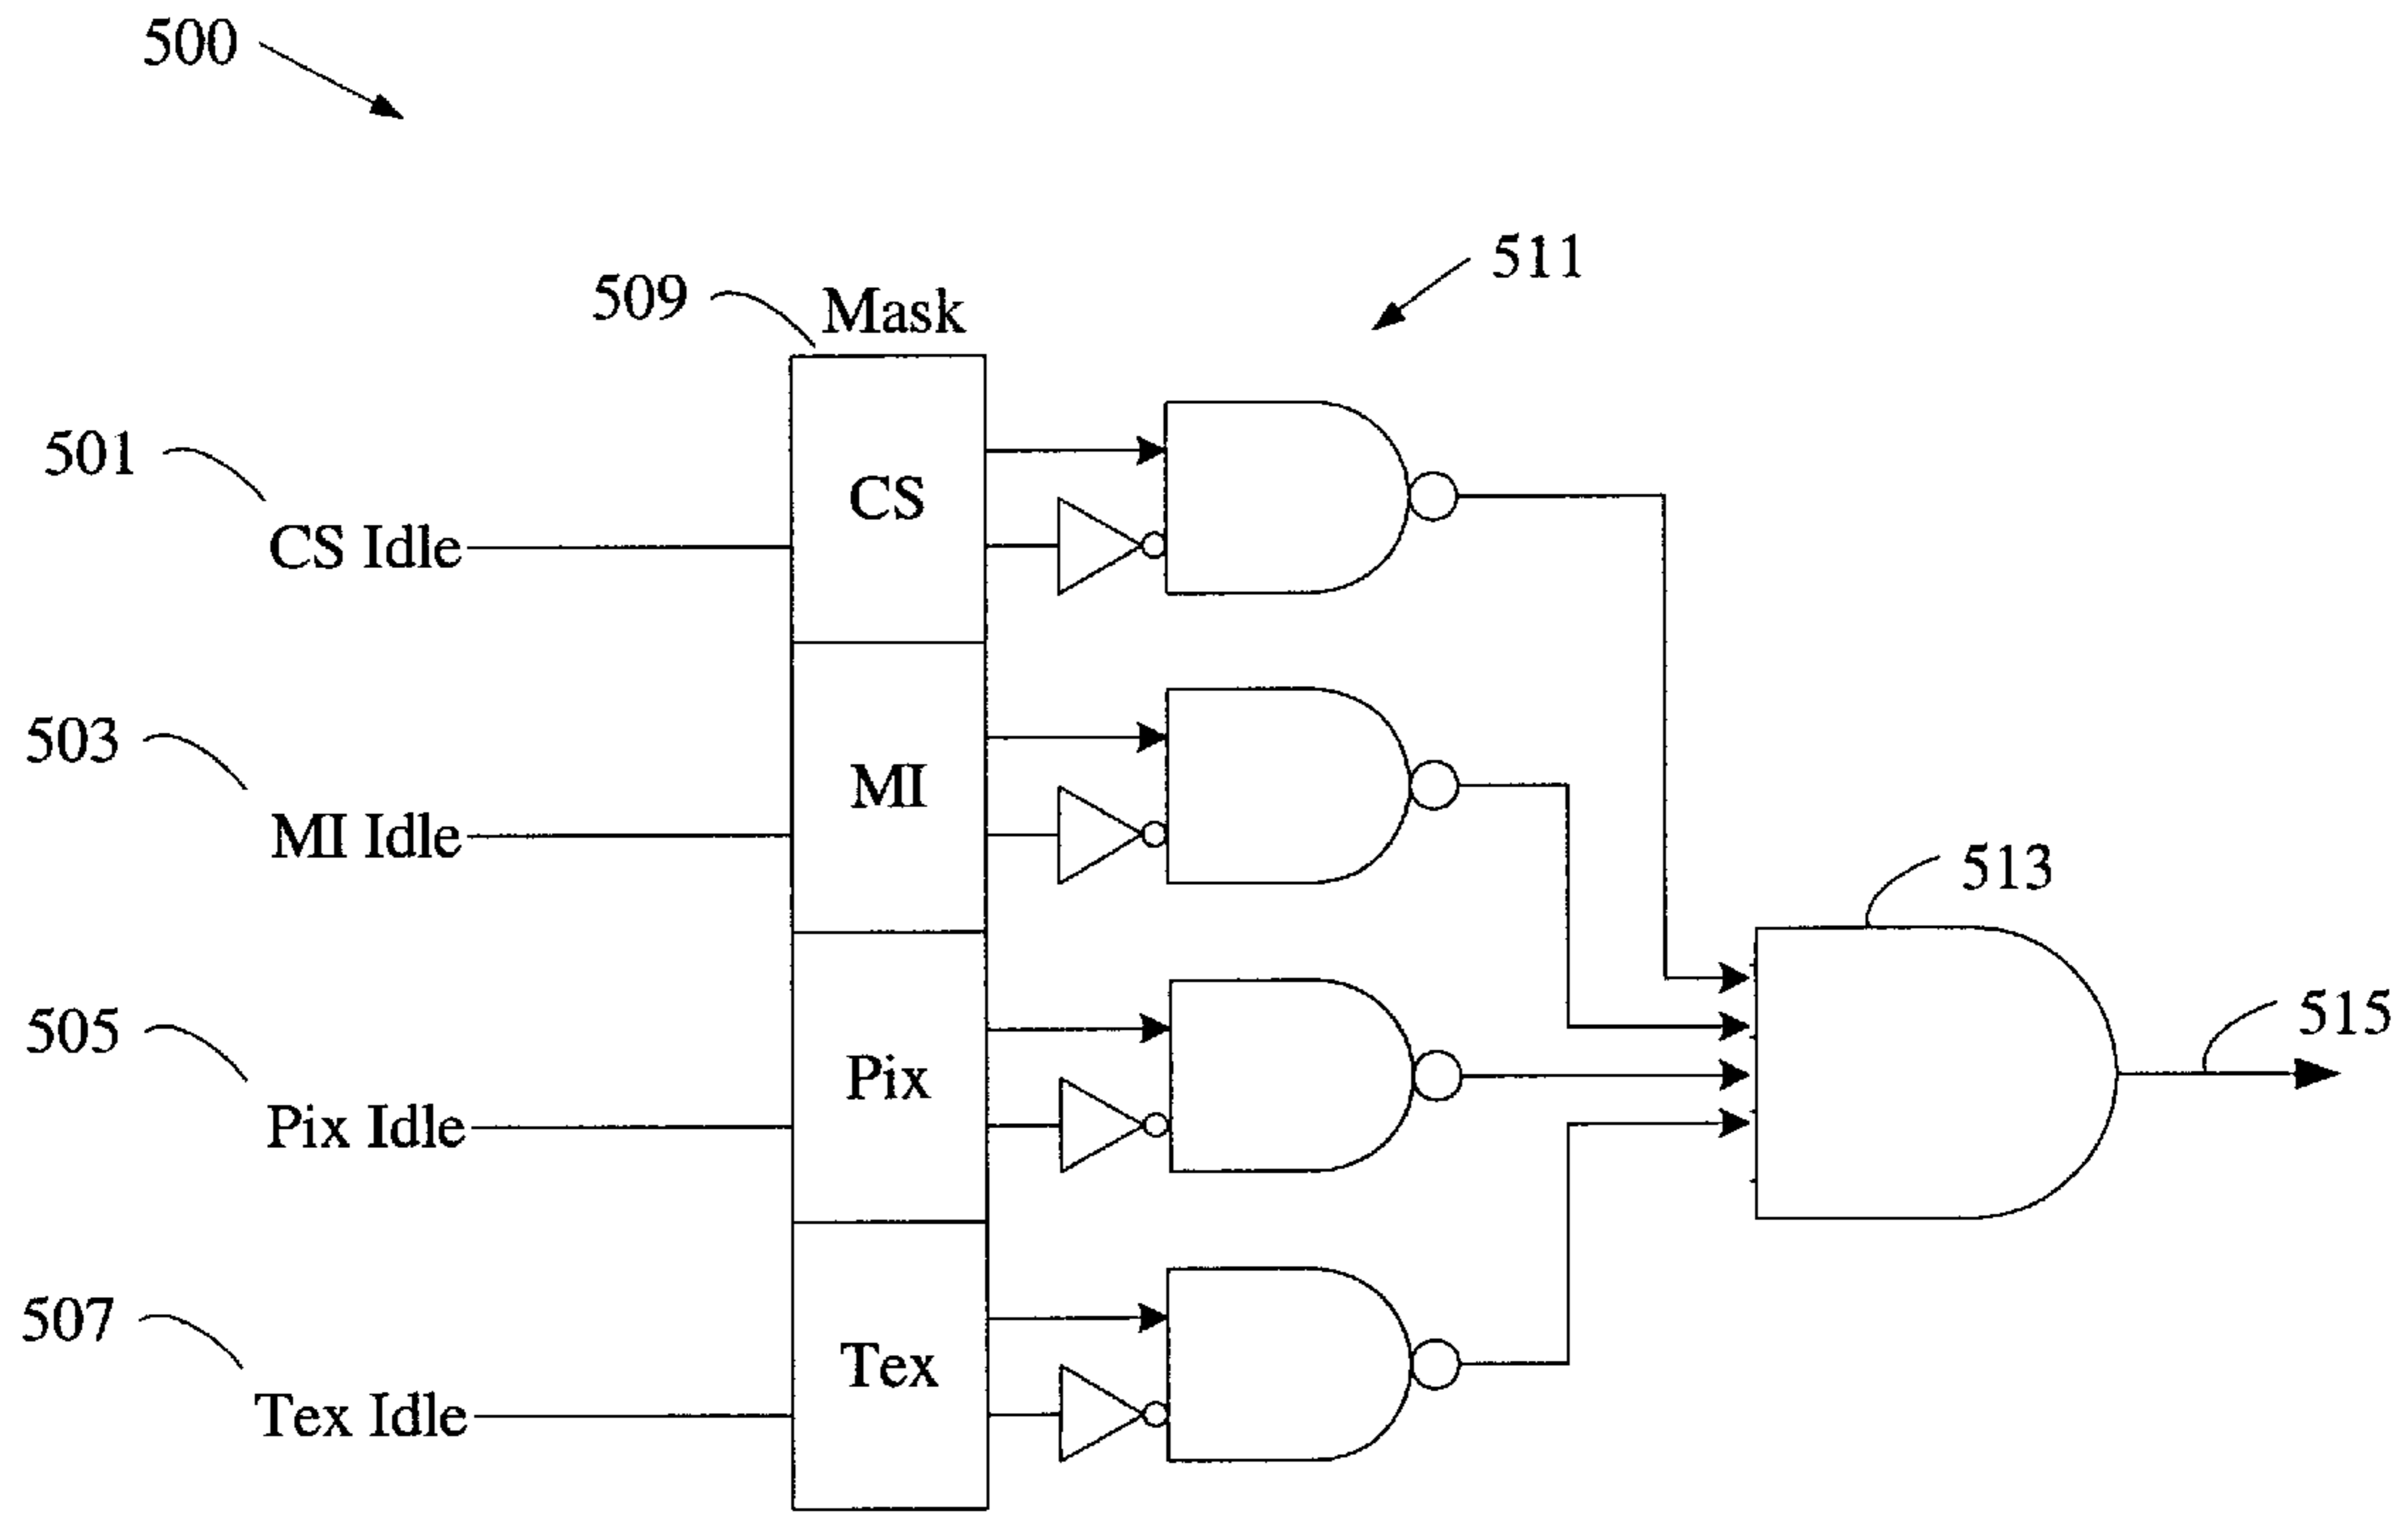 500
511
509
Mask
501
CS
CS Idle
503
MI
MI Idle
513
505
515
Pix
Pix Idle
507
Tex
Tex Idle